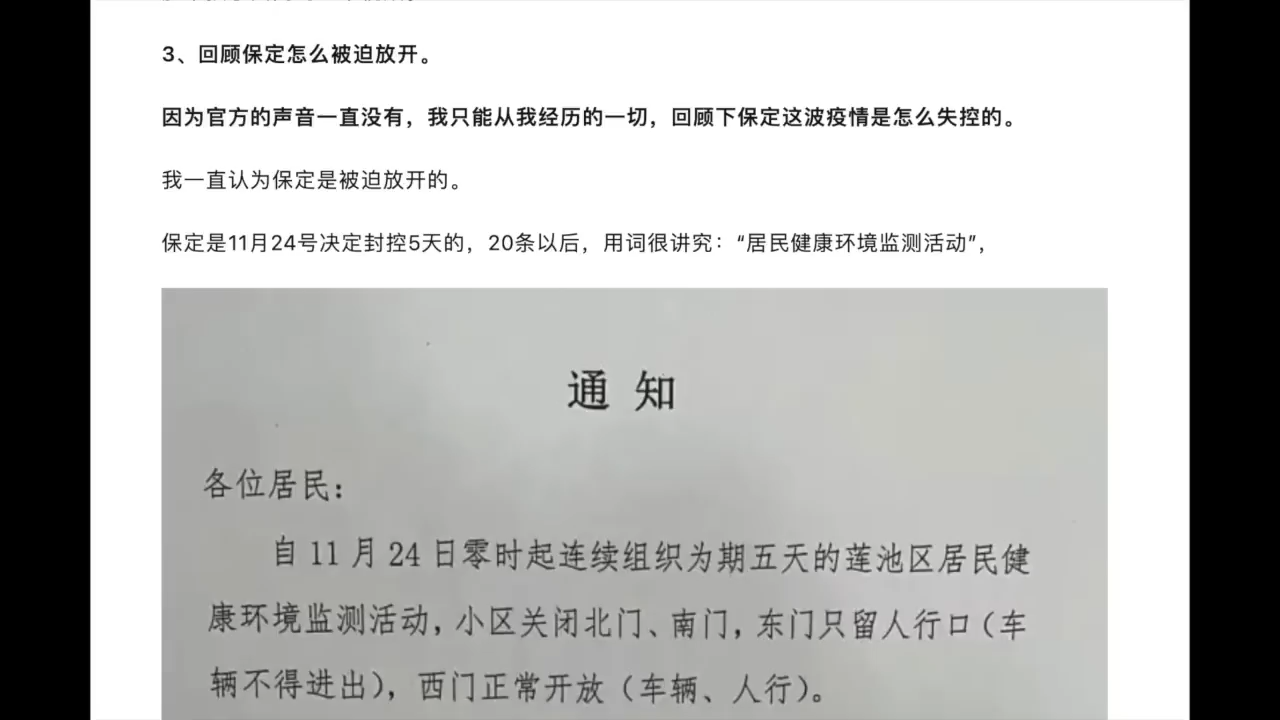 3、回顾保定怎么被迫放开。
因为官方的声音一直没有，我只能从我经历的一切，回顾下保定这波疫情是怎么失控的。
我一直认为保定是被迫放开的。
保定是11月24号决定封控5天的，20条以后，用词很讲究：“居民健康环境监测活动”，
通 知
各位居民：
自 11 月 24 日零时起连续组织为期五天的莲池区居民健
康环境监测活动，小区关闭北门、南门，东门只留人行口（车
辆不得进出），西门正常开放（车辆、人行）。